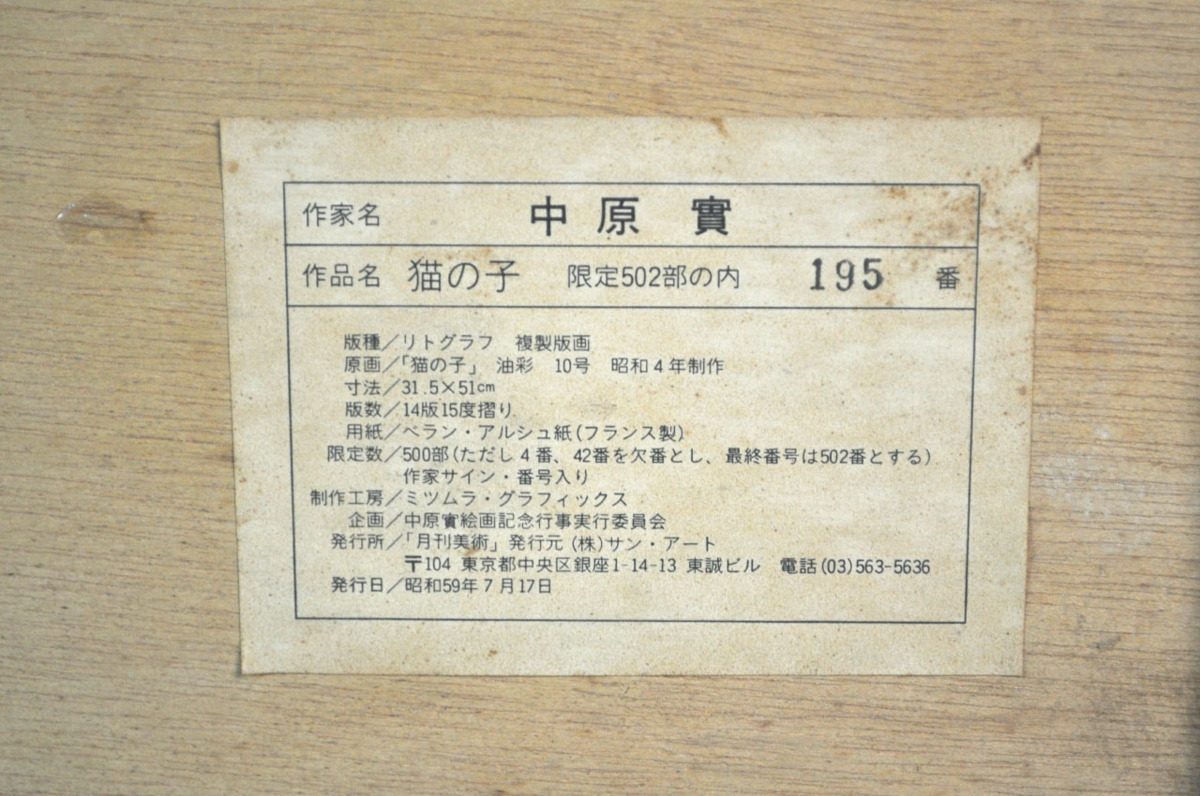 作家名 中原 實
作品名 猫の子 限定502部の内 195 番
版種／リトグラフ 複製版画
原画／「猫の子」 油彩 10号 昭和4年制作
寸法／31.5×51cm
版数／14版15度摺り
用紙／ベラン・アルシュ紙(フランス製)
限定数／500部(ただし4番、42番を欠番とし、最終番号は502番とする)
作家サイン・番号入り
制作工房／ミツムラ・グラフィックス
企画／中原實絵画記念行事実行委員会
発行所／「月刊美術」発行元 (株)サン・アート
〒104 東京都中央区銀座1-14-13 東誠ビル 電話(03)563-5636
発行日／昭和59年7月17日